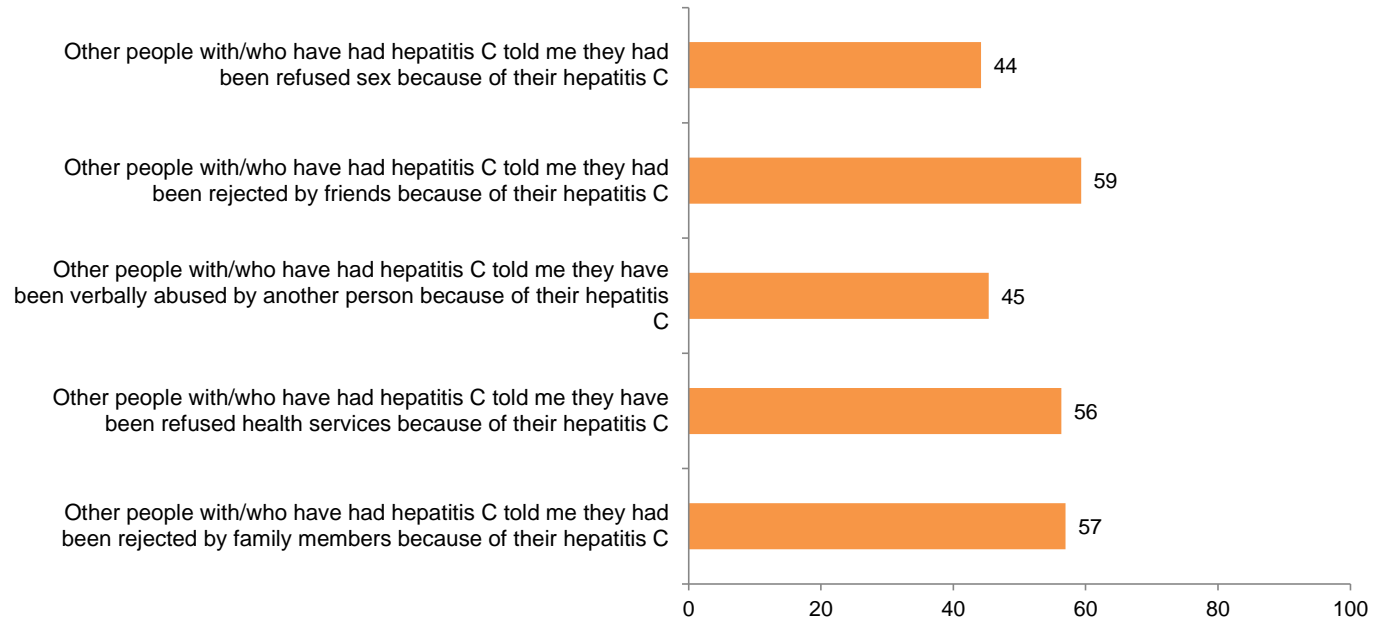 Other people with/who have had hepatitis C told me they had
been refused sex because of their hepatitis C
44
Other people with/who have had hepatitis C told me they had
been rejected by friends because of their hepatitis C
59
Other people with/who have had hepatitis C told me they have
been verbally abused by another person because of their hepatitis
C
45
Other people with/who have had hepatitis C told me they have
been refused health services because of their hepatitis C
56
Other people with/who have had hepatitis C told me they had
been rejected by family members because of their hepatitis C
57
0 20 40 60 80 100